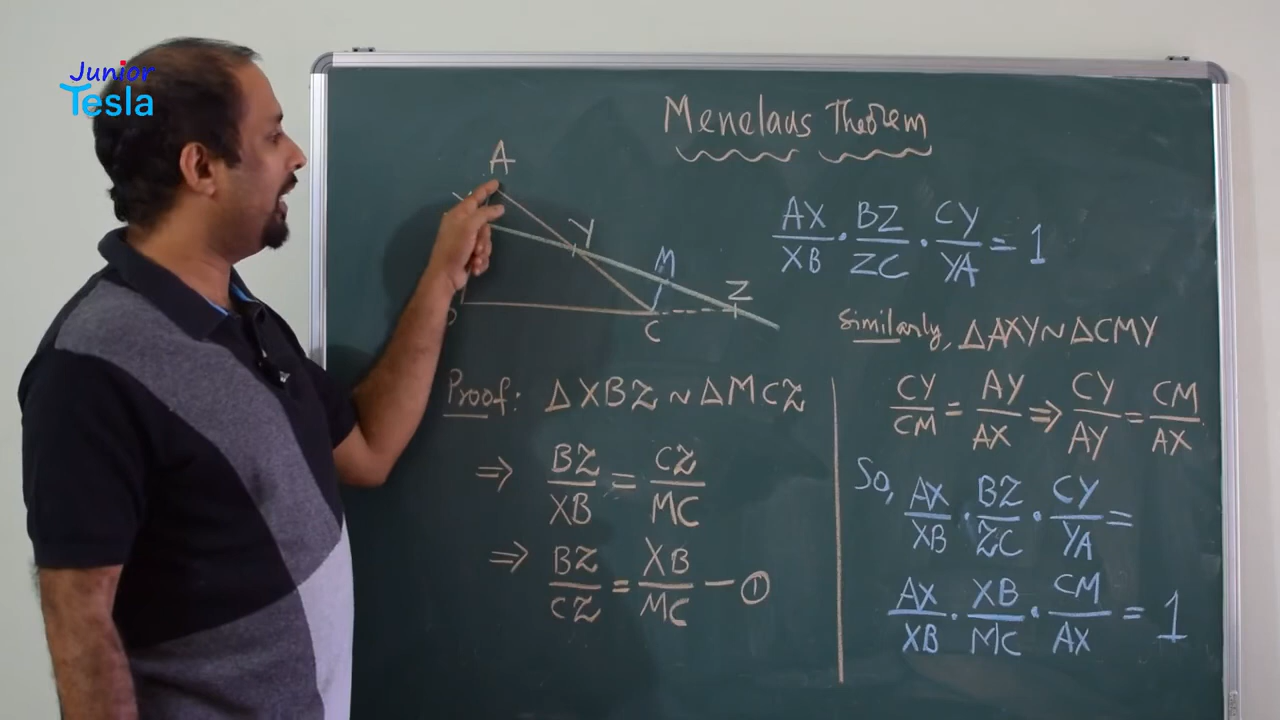 Junior
Tesla
Menelaus Theorem
A
Y
M
Z
C
AX/XB · BZ/ZC · CY/YA = 1
Similarly, ΔAXY ~ ΔCMY
CY/CM = AY/AX ⇒ CY/AY = CM/AX
So, AX/XB · BZ/ZC · CY/YA =
AX/XB · XB/MC · CM/AX = 1
Proof: ΔXBZ ~ ΔMCZ
⇒ BZ/XB = CZ/MC
⇒ BZ/CZ = XB/MC — ①